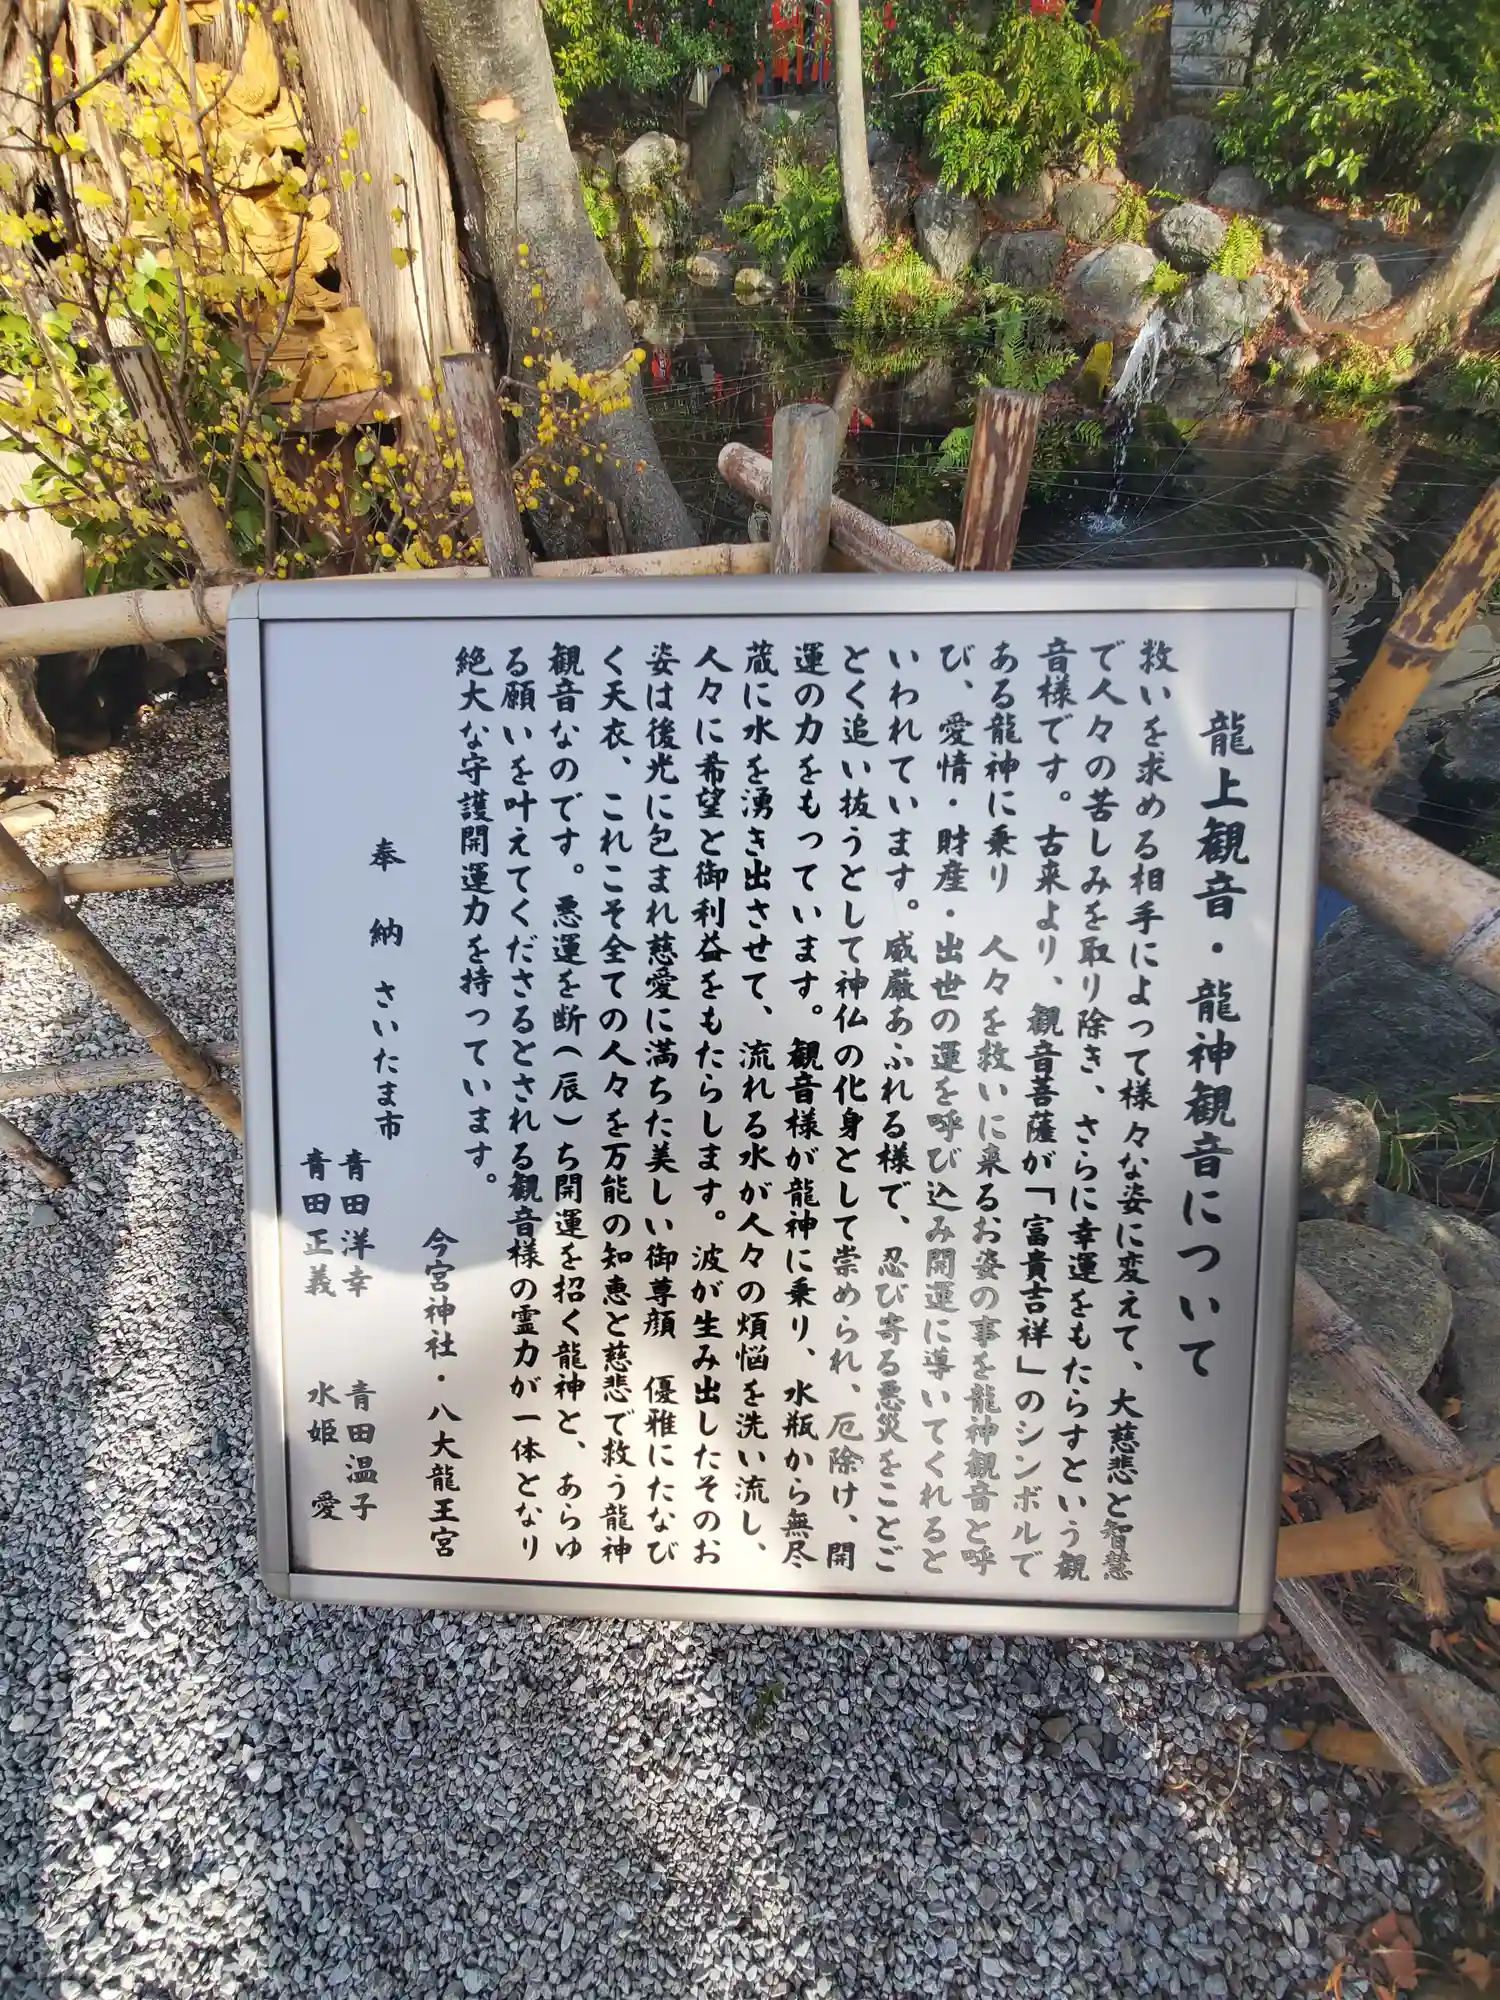 龍上観音・龍神観音について
救いを求める相手によって様々な姿に変えて、大慈悲と智慧
で人々の苦しみを取り除き、さらに幸運をもたらすという観
音様です。古来より、観音菩薩が「富貴吉祥」のシンボルで
ある龍神に乗り　人々を救いに来るお姿の事を龍神観音と呼
び、愛情・財産・出世の運を呼び込み開運に導いてくれると
いわれています。威厳あふれる様で、忍び寄る悪災をことご
とく追い抜うとして神仏の化身として崇められ、厄除け、開
運の力をもっています。観音様が龍神に乗り、水瓶から無尽
蔵に水を湧き出させて、流れる水が人々の煩悩を洗い流し、
人々に希望と御利益をもたらします。波が生み出したそのお
姿は後光に包まれ慈愛に満ちた美しい御尊顔　優雅にたなび
く天衣、これこそ全ての人々を万能の知恵と慈悲で救う龍神
観音なのです。悪運を断（辰）ち開運を招く龍神と、あらゆ
る願いを叶えてくださるとされる観音様の霊力が一体となり
絶大な守護開運力を持っています。
今宮神社・八大龍王宮
奉　納　さいたま市
青田洋幸　青田温子
青田正義　水姫　愛